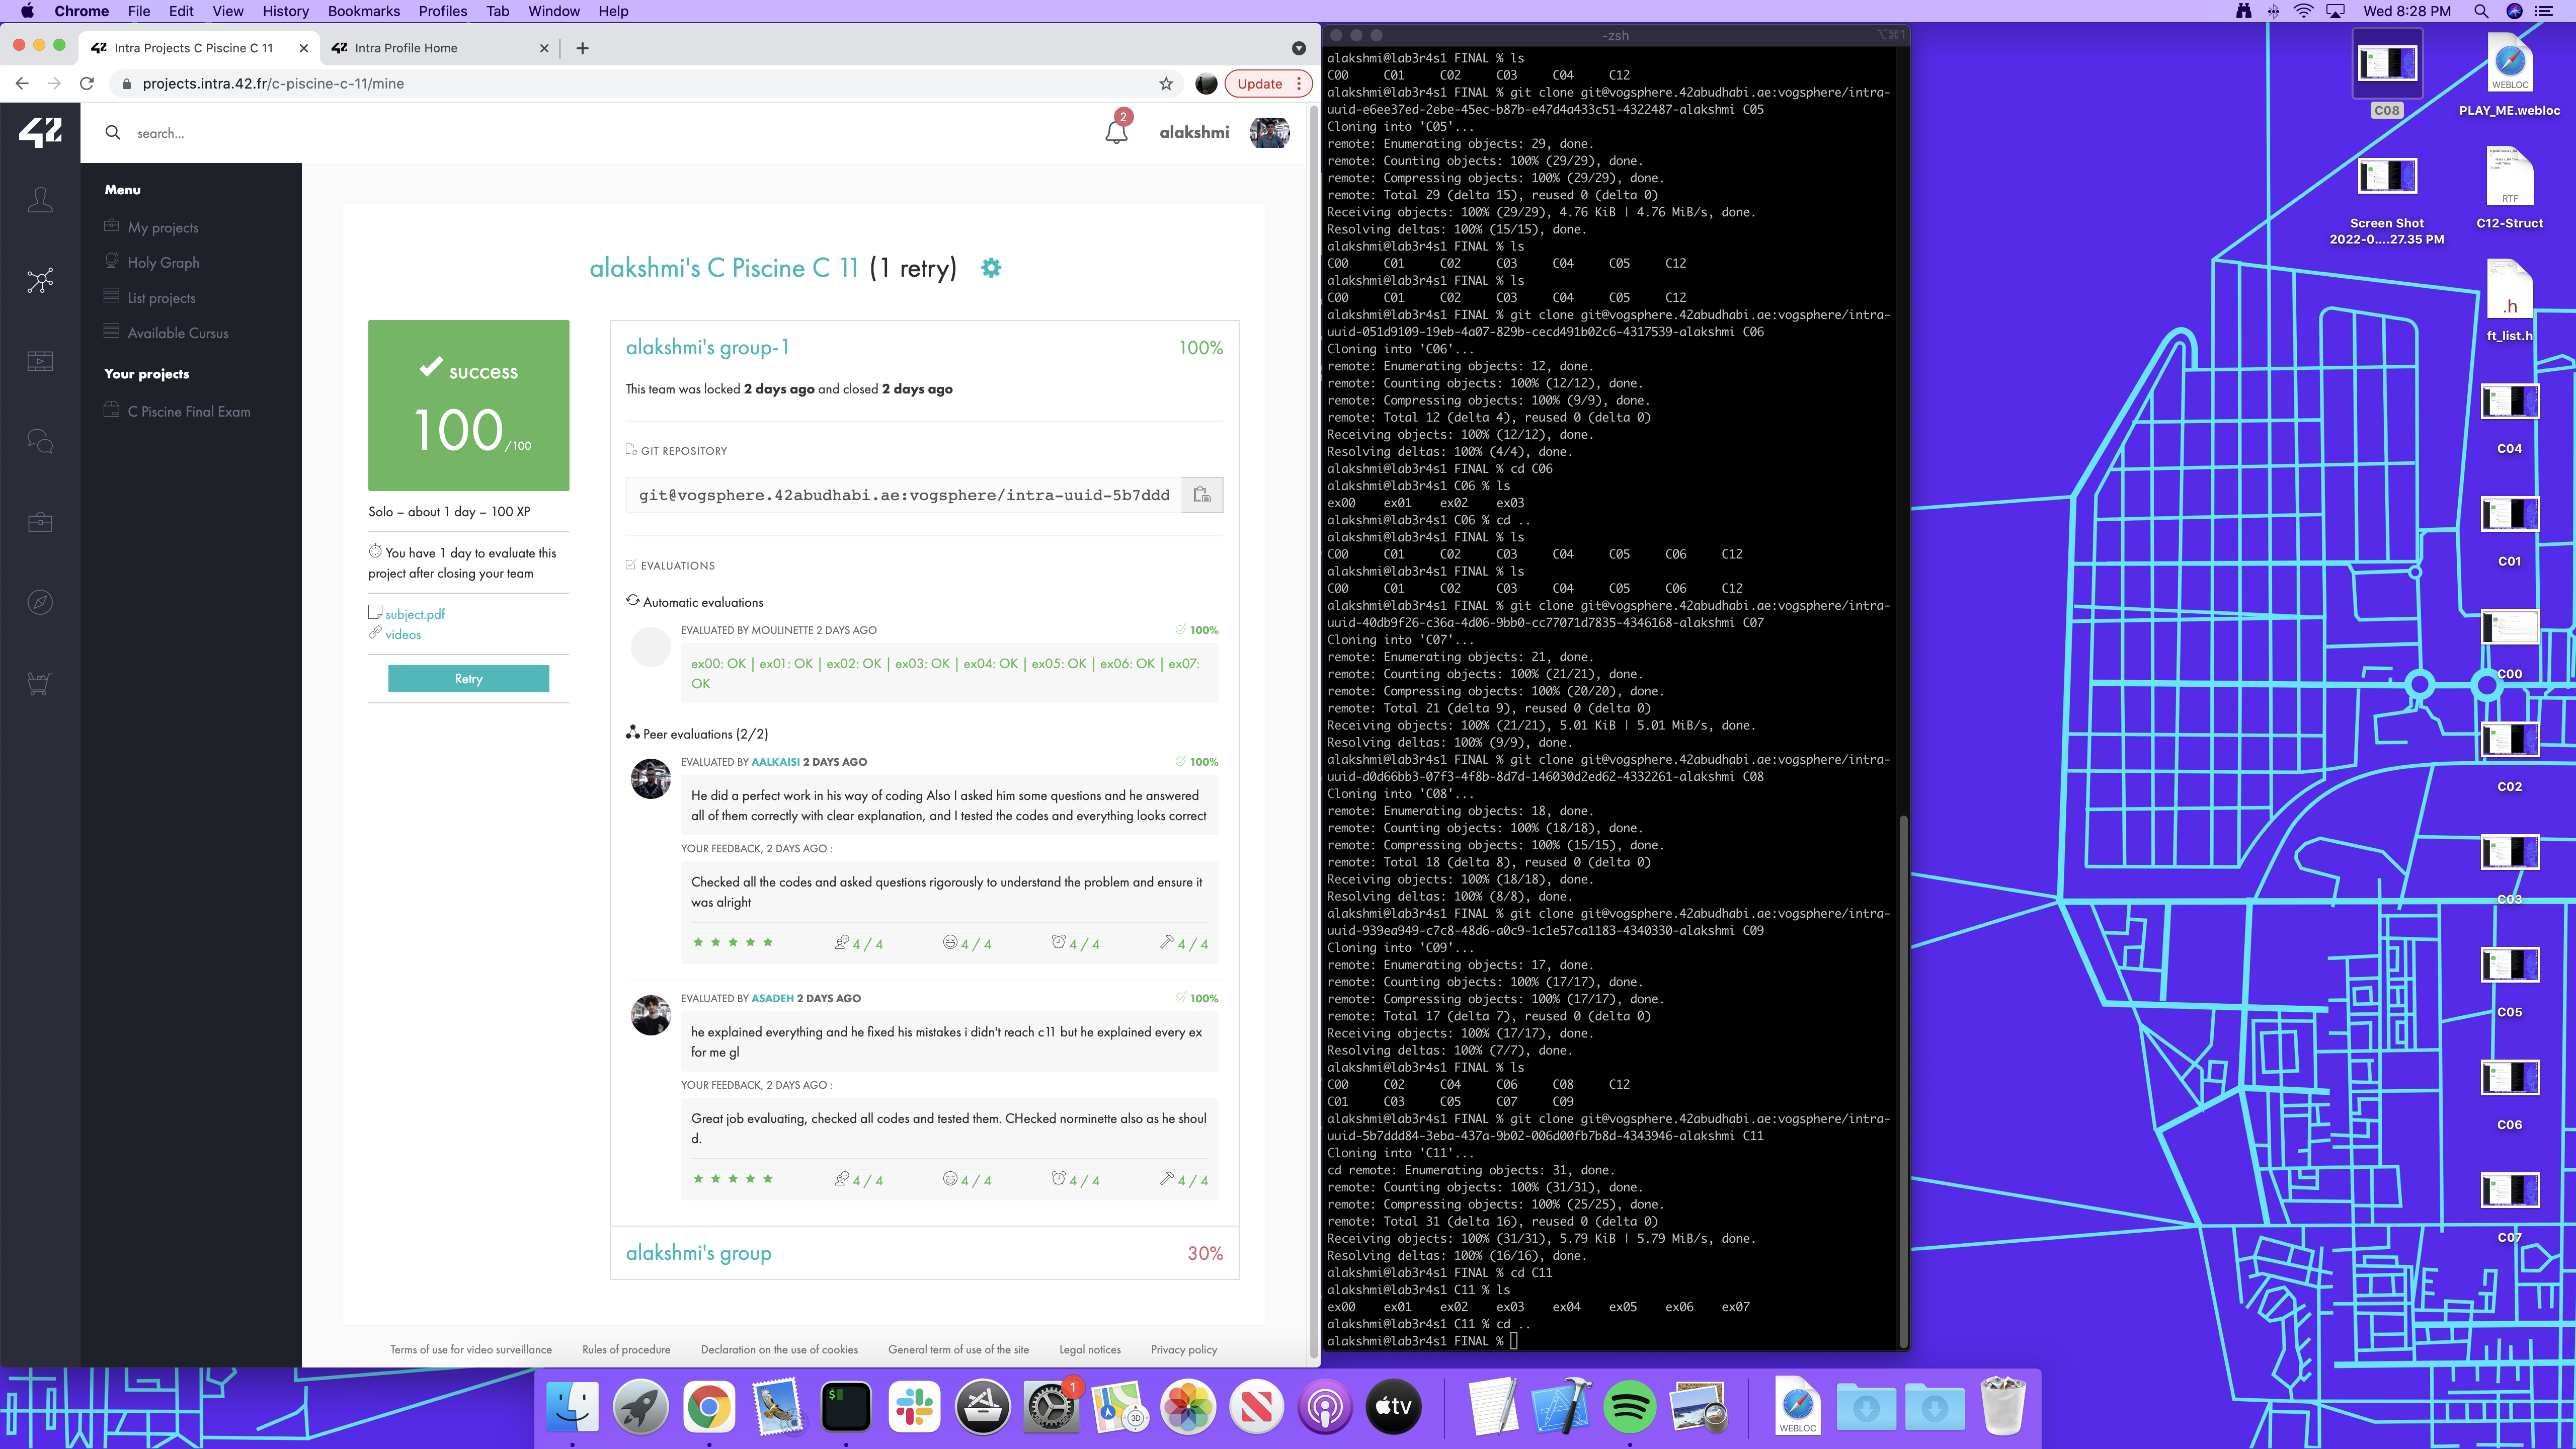 Chrome File Edit View History Bookmarks Profiles Tab Window Help
Wed 8:28 PM
Intra Projects C Piscine C 11
Intra Profile Home
projects.intra.42.fr/c-piscine-c-11/mine
Update
42
search...
2
alakshmi
Menu
My projects
Holy Graph
List projects
Available Cursus
Your projects
C Piscine Final Exam
alakshmi's C Piscine C 11 (1 retry)
success
100/100
Solo – about 1 day – 100 XP
You have 1 day to evaluate this
project after closing your team
subject.pdf
videos
Retry
alakshmi's group-1
100%
This team was locked 2 days ago and closed 2 days ago
GIT REPOSITORY
git@vogsphere.42abudhabi.ae:vogsphere/intra-uuid-5b7ddd
EVALUATIONS
Automatic evaluations
EVALUATED BY MOULINETTE 2 DAYS AGO
100%
ex00: OK | ex01: OK | ex02: OK | ex03: OK | ex04: OK | ex05: OK | ex06: OK | ex07:
OK
Peer evaluations (2/2)
EVALUATED BY AALKAISI 2 DAYS AGO
100%
He did a perfect work in his way of coding Also I asked him some questions and he answered
all of them correctly with clear explanation, and I tested the codes and everything looks correct
YOUR FEEDBACK, 2 DAYS AGO :
Checked all the codes and asked questions rigorously to understand the problem and ensure it
was alright
4 / 4 4 / 4 4 / 4 4 / 4
EVALUATED BY ASADEH 2 DAYS AGO
100%
he explained everything and he fixed his mistakes i didn't reach c11 but he explained every ex
for me gl
YOUR FEEDBACK, 2 DAYS AGO :
Great job evaluating, checked all codes and tested them. CHecked norminette also as he shoul
d.
4 / 4 4 / 4 4 / 4 4 / 4
alakshmi's group
30%
Terms of use for video surveillance Rules of procedure Declaration on the use of cookies General term of use of the site Legal notices Privacy policy
-zsh
⌥⌘1
alakshmi@lab3r4s1 FINAL % ls
C00 C01 C02 C03 C04 C12
alakshmi@lab3r4s1 FINAL % git clone git@vogsphere.42abudhabi.ae:vogsphere/intra-
uuid-e6ee37ed-2ebe-45ec-b87b-e47d4a433c51-4322487-alakshmi C05
Cloning into 'C05'...
remote: Enumerating objects: 29, done.
remote: Counting objects: 100% (29/29), done.
remote: Compressing objects: 100% (29/29), done.
remote: Total 29 (delta 15), reused 0 (delta 0)
Receiving objects: 100% (29/29), 4.76 KiB | 4.76 MiB/s, done.
Resolving deltas: 100% (15/15), done.
alakshmi@lab3r4s1 FINAL % ls
C00 C01 C02 C03 C04 C05 C12
alakshmi@lab3r4s1 FINAL % ls
C00 C01 C02 C03 C04 C05 C12
alakshmi@lab3r4s1 FINAL % git clone git@vogsphere.42abudhabi.ae:vogsphere/intra-
uuid-051d9109-19eb-4a07-829b-cecd491b02c6-4317539-alakshmi C06
Cloning into 'C06'...
remote: Enumerating objects: 12, done.
remote: Counting objects: 100% (12/12), done.
remote: Compressing objects: 100% (9/9), done.
remote: Total 12 (delta 4), reused 0 (delta 0)
Receiving objects: 100% (12/12), done.
Resolving deltas: 100% (4/4), done.
alakshmi@lab3r4s1 FINAL % cd C06
alakshmi@lab3r4s1 C06 % ls
ex00 ex01 ex02 ex03
alakshmi@lab3r4s1 C06 % cd ..
alakshmi@lab3r4s1 FINAL % ls
C00 C01 C02 C03 C04 C05 C06 C12
alakshmi@lab3r4s1 FINAL % ls
C00 C01 C02 C03 C04 C05 C06 C12
alakshmi@lab3r4s1 FINAL % git clone git@vogsphere.42abudhabi.ae:vogsphere/intra-
uuid-40db9f26-c36a-4d06-9bb0-cc77071d7835-4346168-alakshmi C07
Cloning into 'C07'...
remote: Enumerating objects: 21, done.
remote: Counting objects: 100% (21/21), done.
remote: Compressing objects: 100% (20/20), done.
remote: Total 21 (delta 9), reused 0 (delta 0)
Receiving objects: 100% (21/21), 5.01 KiB | 5.01 MiB/s, done.
Resolving deltas: 100% (9/9), done.
alakshmi@lab3r4s1 FINAL % git clone git@vogsphere.42abudhabi.ae:vogsphere/intra-
uuid-d0d66bb3-07f3-4f8b-8d7d-146030d2ed62-4332261-alakshmi C08
Cloning into 'C08'...
remote: Enumerating objects: 18, done.
remote: Counting objects: 100% (18/18), done.
remote: Compressing objects: 100% (15/15), done.
remote: Total 18 (delta 8), reused 0 (delta 0)
Receiving objects: 100% (18/18), done.
Resolving deltas: 100% (8/8), done.
alakshmi@lab3r4s1 FINAL % git clone git@vogsphere.42abudhabi.ae:vogsphere/intra-
uuid-939ea949-c7c8-48d6-a0c9-1c1e57ca1183-4340330-alakshmi C09
Cloning into 'C09'...
remote: Enumerating objects: 17, done.
remote: Counting objects: 100% (17/17), done.
remote: Compressing objects: 100% (17/17), done.
remote: Total 17 (delta 7), reused 0 (delta 0)
Receiving objects: 100% (17/17), done.
Resolving deltas: 100% (7/7), done.
alakshmi@lab3r4s1 FINAL % ls
C00 C02 C04 C06 C08 C12
C01 C03 C05 C07 C09
alakshmi@lab3r4s1 FINAL % git clone git@vogsphere.42abudhabi.ae:vogsphere/intra-
uuid-5b7ddd84-3eba-437a-9b02-006d00fb7b8d-4343946-alakshmi C11
Cloning into 'C11'...
cd remote: Enumerating objects: 31, done.
remote: Counting objects: 100% (31/31), done.
remote: Compressing objects: 100% (25/25), done.
remote: Total 31 (delta 16), reused 0 (delta 0)
Receiving objects: 100% (31/31), 5.79 KiB | 5.79 MiB/s, done.
Resolving deltas: 100% (16/16), done.
alakshmi@lab3r4s1 FINAL % cd C11
alakshmi@lab3r4s1 C11 % ls
ex00 ex01 ex02 ex03 ex04 ex05 ex06 ex07
alakshmi@lab3r4s1 C11 % cd ..
alakshmi@lab3r4s1 FINAL %
C08
WEBLOC
PLAY_ME.webloc
Screen Shot
2022-0....27.35 PM
RTF
C12-Struct
.h
ft_list.h
C04
C01
C00
C02
C03
C05
C06
C07
$
1
3D
tv
WEBLOC